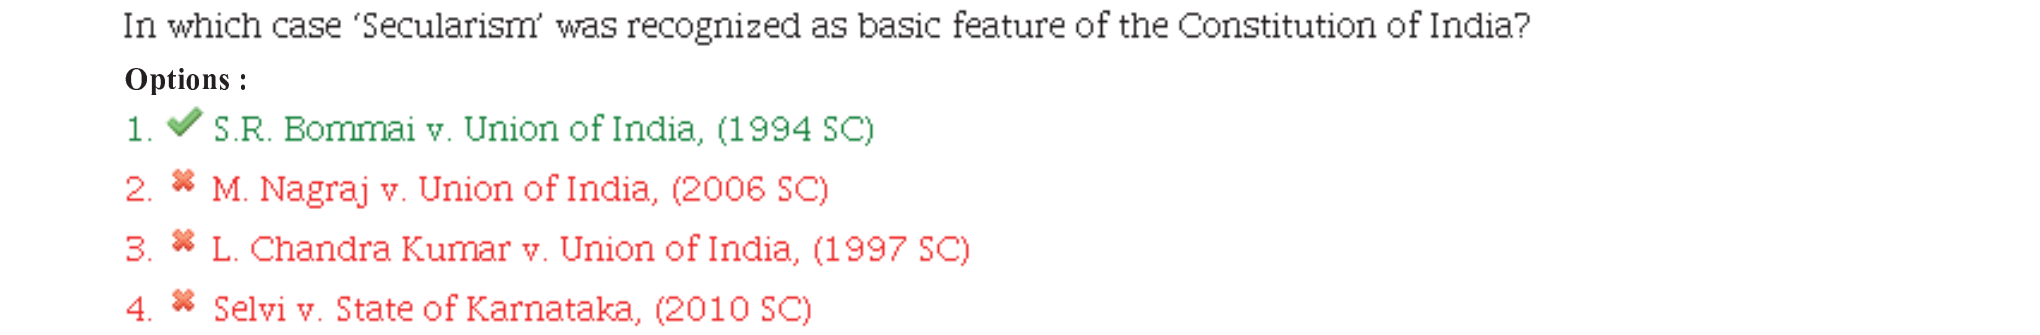 In which case ‘Secularism’ was recognized as basic feature of the Constitution of India?
Options :
1. ✔ S.R. Bommai v. Union of India, (1994 SC)
2. ✖ M. Nagraj v. Union of India, (2006 SC)
3. ✖ L. Chandra Kumar v. Union of India, (1997 SC)
4. ✖ Selvi v. State of Karnataka, (2010 SC)